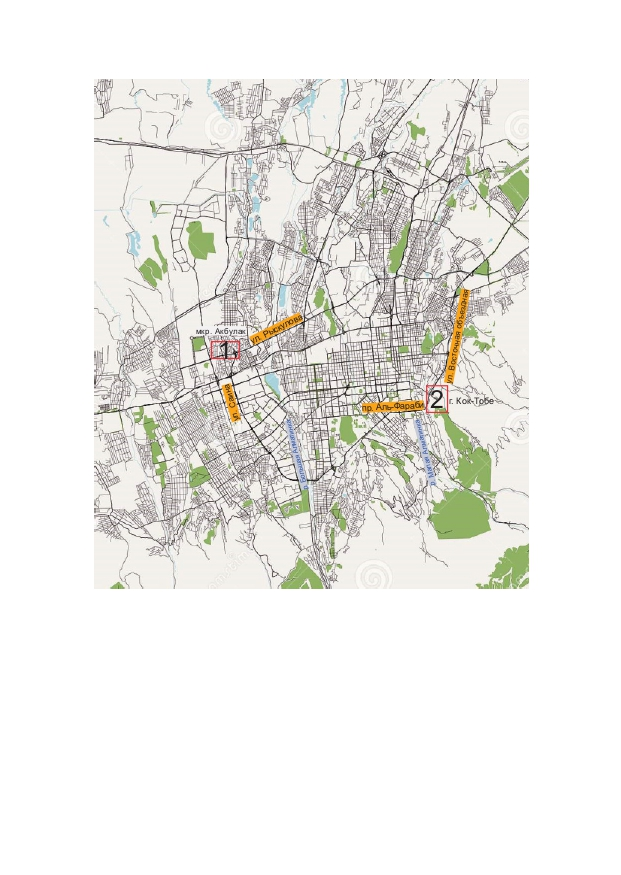 мкр. Акбулак
1
ул. Рыскулова
ул. Восточная объездная
ул. Саина
пр. Аль-Фараби
2
г. Кок-Тобе